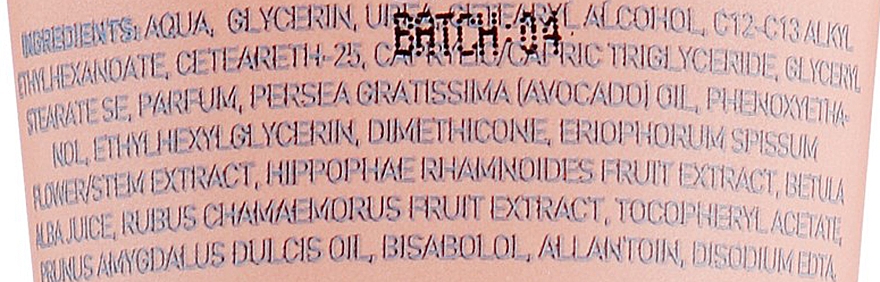 INGREDIENTS: AQUA, GLYCERIN, UREA, CETEARYL ALCOHOL, C12-C13 ALKYL
BATCH:04
ETHYLHEXANOATE, CETEARETH-25, CAPRYLIC/CAPRIC TRIGLYCERIDE, GLYCERYL
STEARATE SE, PARFUM, PERSEA GRATISSIMA (AVOCADO) OIL, PHENOXYETHA-
NOL, ETHYLHEXYLGLYCERIN, DIMETHICONE, ERIOPHORUM SPISSUM
FLOWER/STEM EXTRACT, HIPPOPHAE RHAMNOIDES FRUIT EXTRACT, BETULA
ALBA JUICE, RUBUS CHAMAEMORUS FRUIT EXTRACT, TOCOPHERYL ACETATE,
PRUNUS AMYGDALUS DULCIS OIL, BISABOLOL, ALLANTOIN, DISODIUM EDTA,